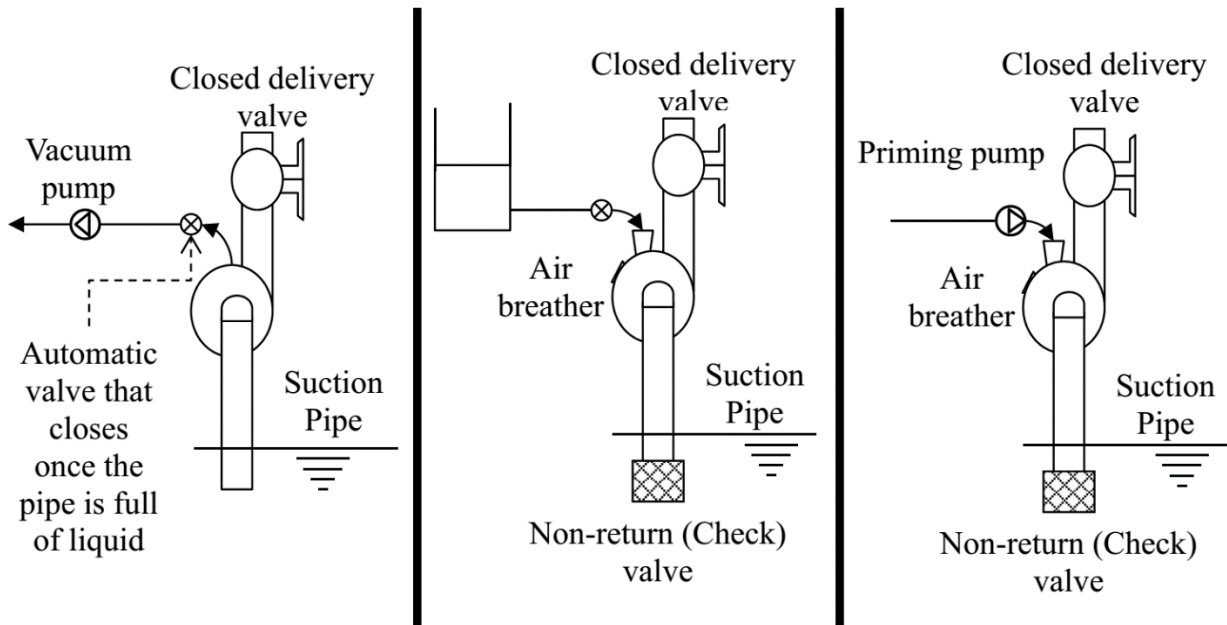 Closed delivery
valve
Vacuum
pump
Automatic
valve that
closes
once the
pipe is full
of liquid
Suction
Pipe
Closed delivery
valve
Air
breather
Suction
Pipe
Non-return (Check)
valve
Closed delivery
valve
Priming pump
Air
breather
Suction
Pipe
Non-return (Check)
valve